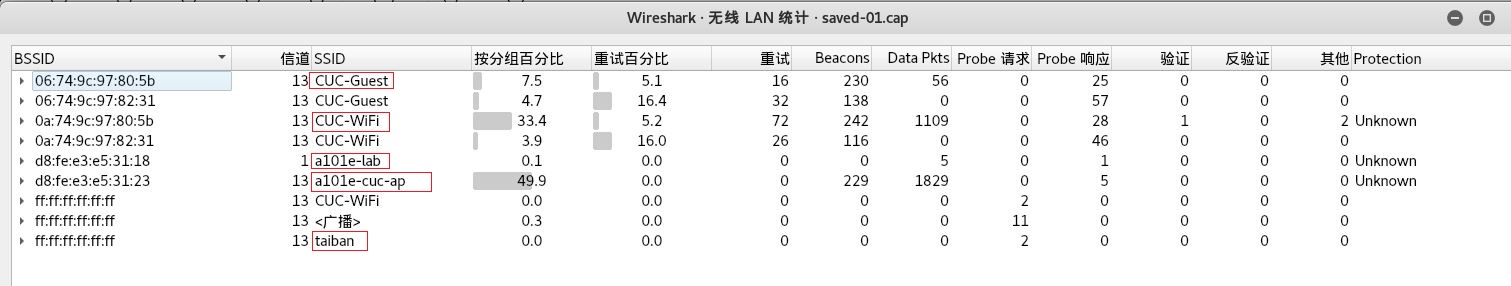 Wireshark · 无线 LAN 统计 · saved-01.cap
BSSID 信道 SSID 按分组百分比 重试百分比 重试 Beacons Data Pkts Probe 请求 Probe 响应 验证 反验证 其他 Protection
06:74:9c:97:80:5b 13 CUC-Guest 7.5 5.1 16 230 56 0 25 0 0 0
06:74:9c:97:82:31 13 CUC-Guest 4.7 16.4 32 138 0 0 57 0 0 0
0a:74:9c:97:80:5b 13 CUC-WiFi 33.4 5.2 72 242 1109 0 28 1 0 2 Unknown
0a:74:9c:97:82:31 13 CUC-WiFi 3.9 16.0 26 116 0 0 46 0 0 0
d8:fe:e3:e5:31:18 1 a101e-lab 0.1 0.0 0 0 5 0 1 0 0 0 Unknown
d8:fe:e3:e5:31:23 13 a101e-cuc-ap 49.9 0.0 0 229 1829 0 5 0 0 0 Unknown
ff:ff:ff:ff:ff:ff 13 CUC-WiFi 0.0 0.0 0 0 0 2 0 0 0 0
ff:ff:ff:ff:ff:ff 13 <广播> 0.3 0.0 0 0 0 11 0 0 0 0
ff:ff:ff:ff:ff:ff 13 taiban 0.0 0.0 0 0 0 2 0 0 0 0